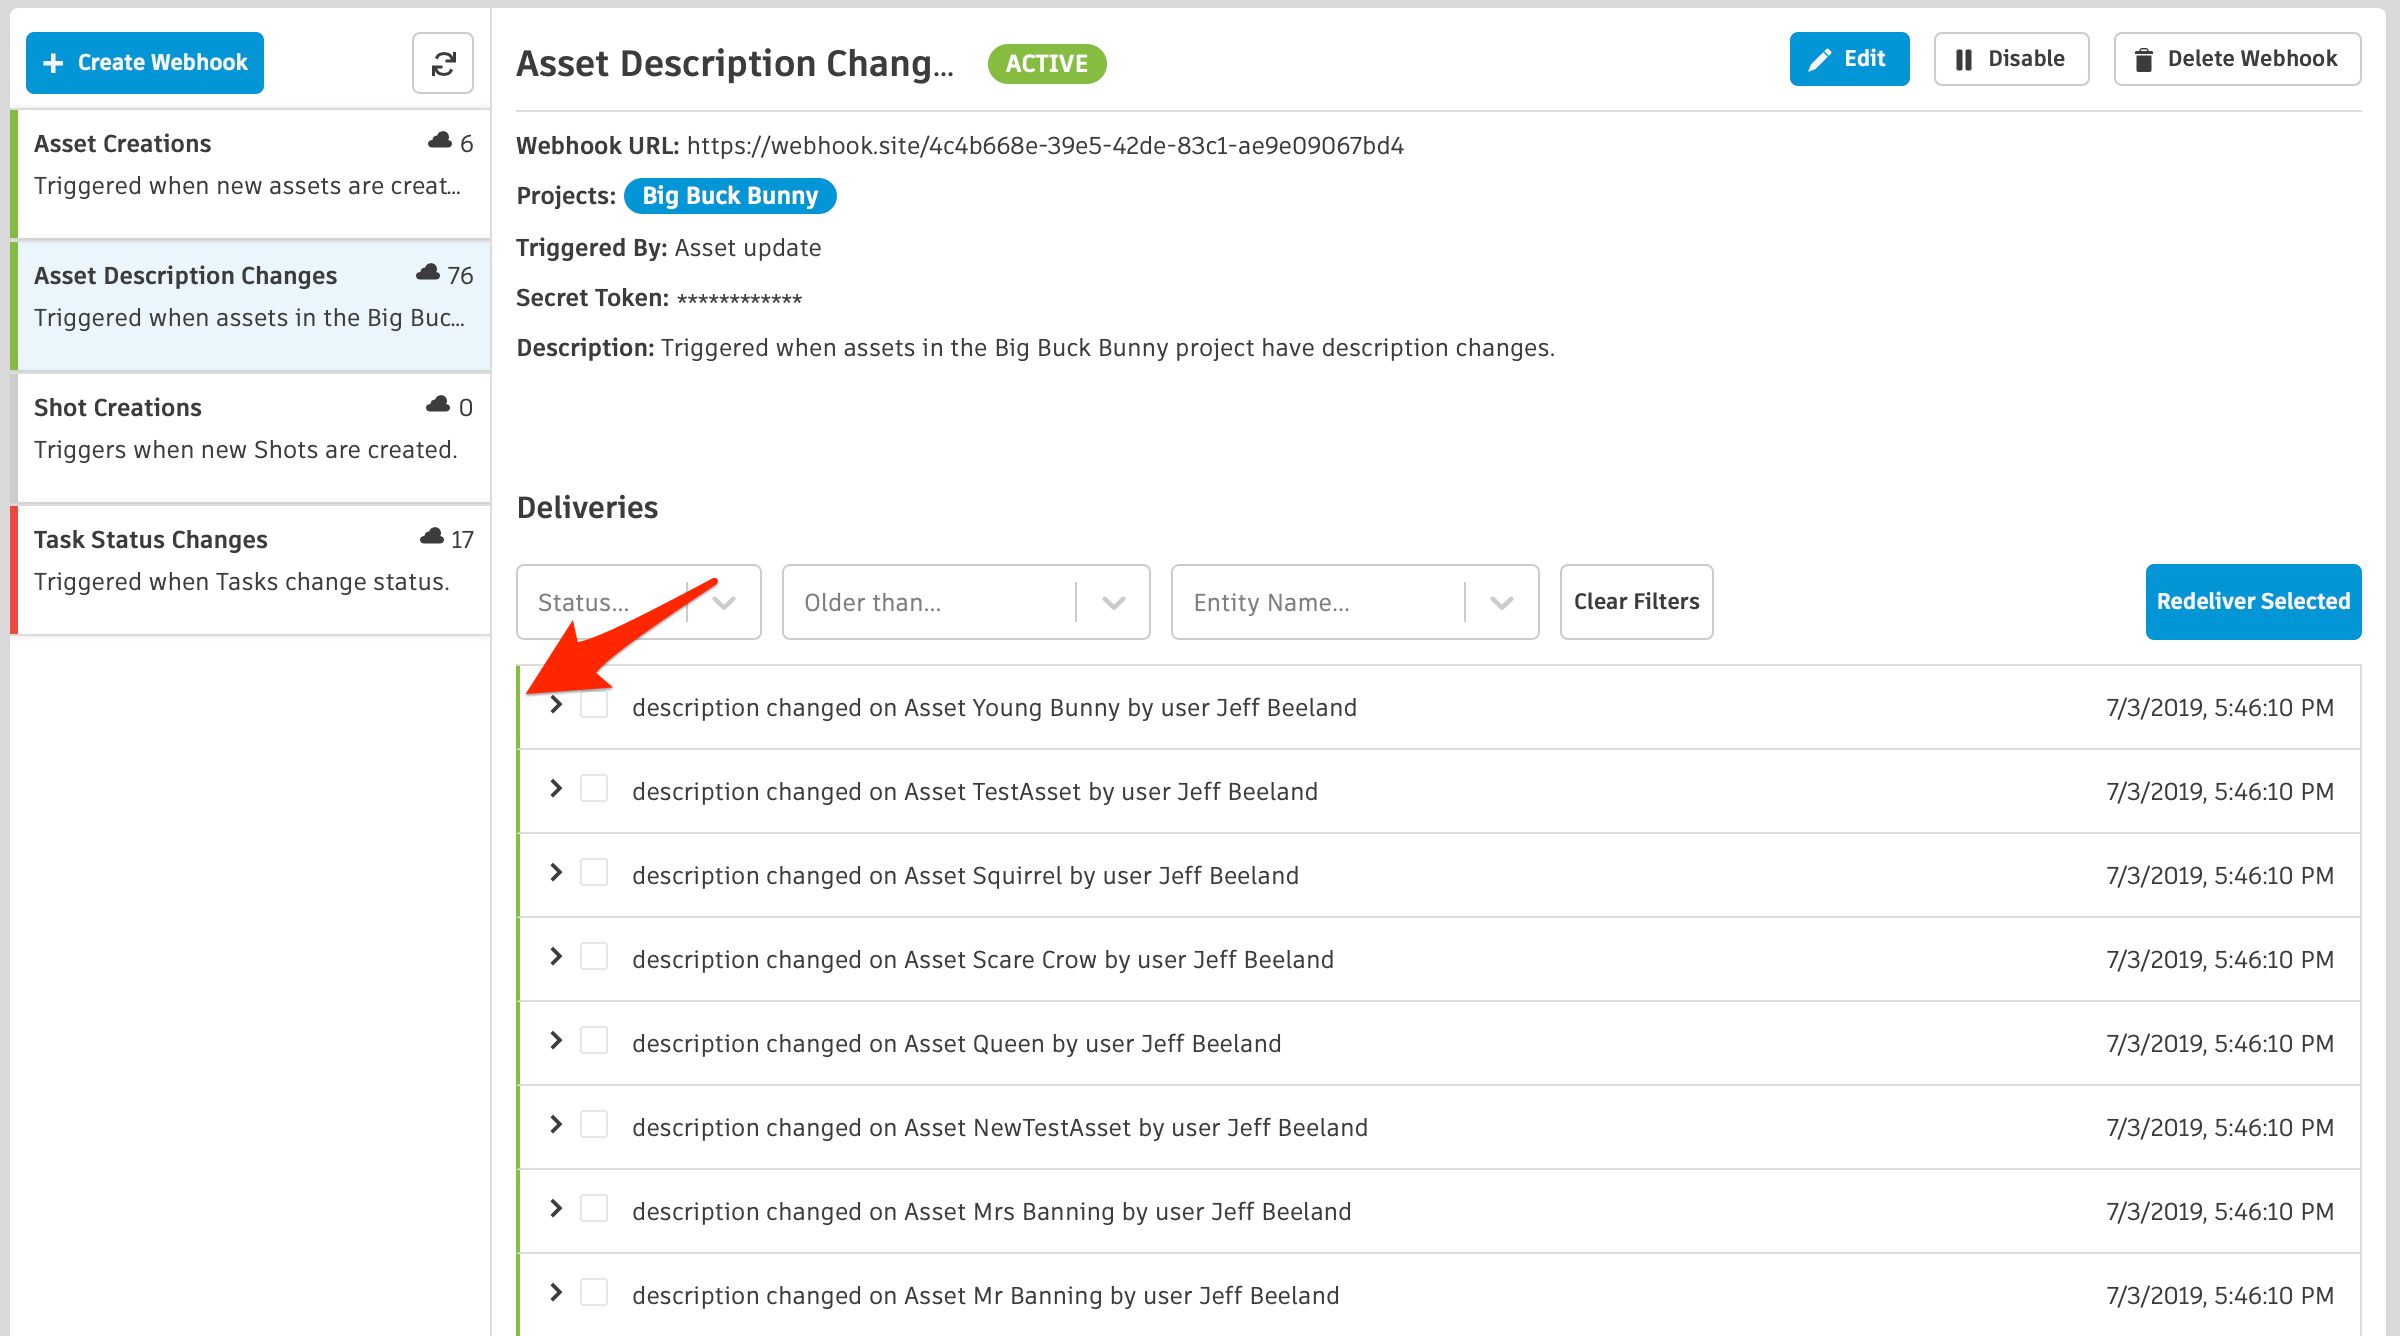 Create Webhook
Asset Creations 6
Triggered when new assets are creat...
Asset Description Changes 76
Triggered when assets in the Big Buc...
Shot Creations 0
Triggers when new Shots are created.
Task Status Changes 17
Triggered when Tasks change status.
Asset Description Chang... ACTIVE
Edit
Disable
Delete Webhook
Webhook URL: https://webhook.site/4c4b668e-39e5-42de-83c1-ae9e09067bd4
Projects: Big Buck Bunny
Triggered By: Asset update
Secret Token: ************
Description: Triggered when assets in the Big Buck Bunny project have description changes.
Deliveries
Status...
Older than...
Entity Name...
Clear Filters
Redeliver Selected
description changed on Asset Young Bunny by user Jeff Beeland 7/3/2019, 5:46:10 PM
description changed on Asset TestAsset by user Jeff Beeland 7/3/2019, 5:46:10 PM
description changed on Asset Squirrel by user Jeff Beeland 7/3/2019, 5:46:10 PM
description changed on Asset Scare Crow by user Jeff Beeland 7/3/2019, 5:46:10 PM
description changed on Asset Queen by user Jeff Beeland 7/3/2019, 5:46:10 PM
description changed on Asset NewTestAsset by user Jeff Beeland 7/3/2019, 5:46:10 PM
description changed on Asset Mrs Banning by user Jeff Beeland 7/3/2019, 5:46:10 PM
description changed on Asset Mr Banning by user Jeff Beeland 7/3/2019, 5:46:10 PM